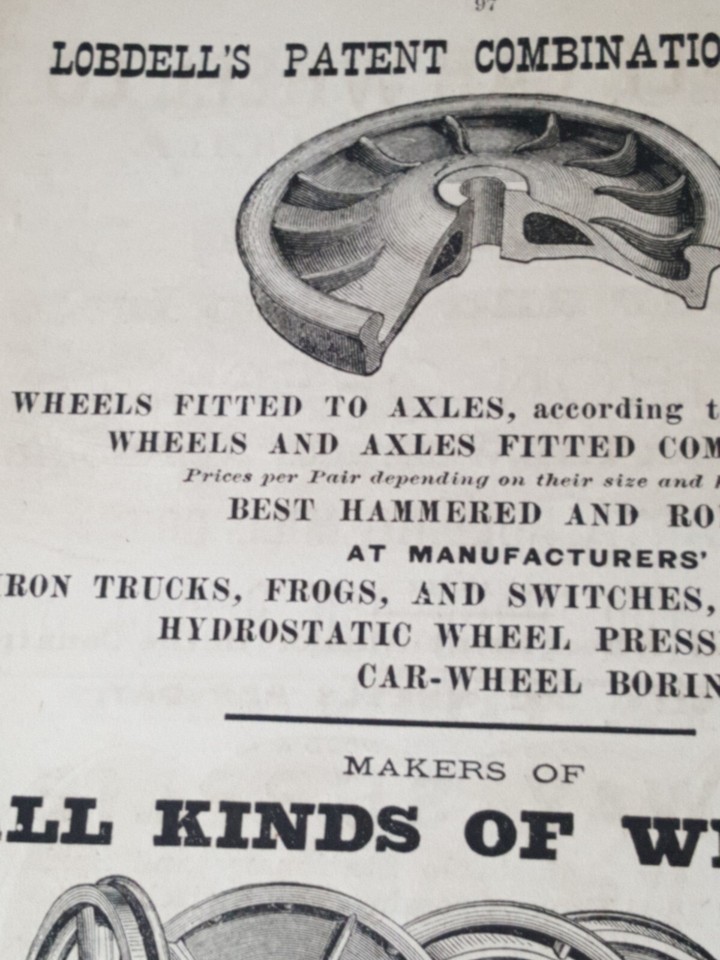 97
LOBDELL'S PATENT COMBINATIO
WHEELS FITTED TO AXLES, according t
WHEELS AND AXLES FITTED COM
Prices per Pair depending on their size and
BEST HAMMERED AND RO
AT MANUFACTURERS'
IRON TRUCKS, FROGS, AND SWITCHES,
HYDROSTATIC WHEEL PRESS
CAR-WHEEL BORIN
MAKERS OF
ALL KINDS OF W